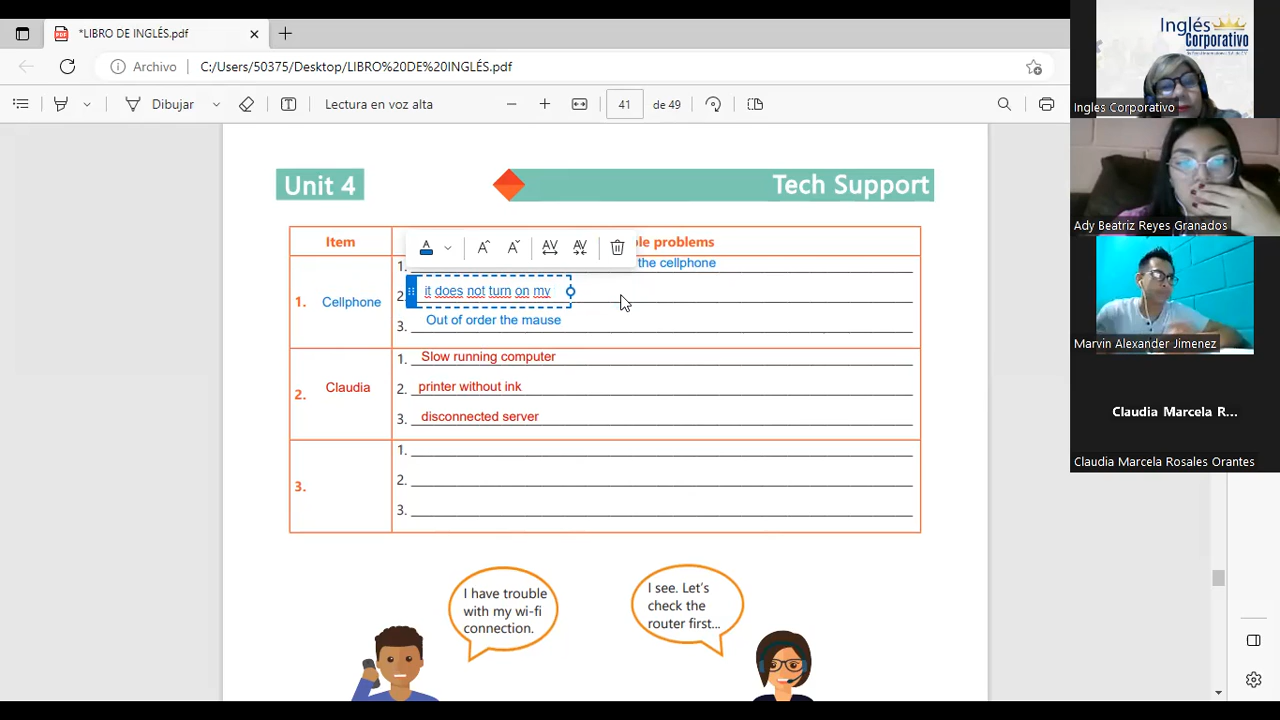 *LIBRO DE INGLÉS.pdf
Archivo
C:/Users/50375/Desktop/LIBRO%20DE%20INGLÉS.pdf
Dibujar
Lectura en voz alta
41
de 49
Unit 4
Tech Support
Item
problems
1.
the cellphone
1. Cellphone
2.
it does not turn on my
3. Out of order the mause
2. Claudia
1. Slow running computer
2. printer without ink
3. disconnected server
3.
1.
2.
3.
I have trouble
with my wi-fi
connection.
I see. Let's
check the
router first...
Inglés
Corporativo
Ingles Corporativo
Ady Beatriz Reyes Granados
Marvin Alexander Jimenez
Claudia Marcela R...
Claudia Marcela Rosales Orantes